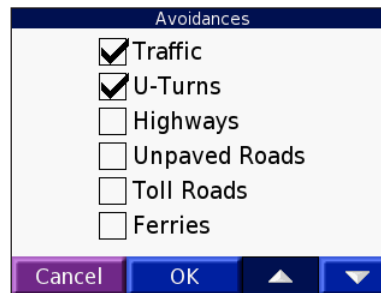 Avoidances
Traffic
U-Turns
Highways
Unpaved Roads
Toll Roads
Ferries
Cancel OK